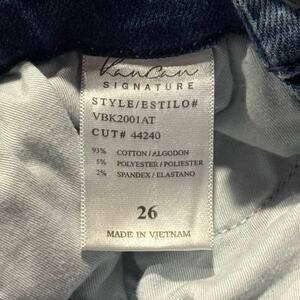 KanCan
SIGNATURE
STYLE/ESTILO#
VBK2001AT
CUT# 44240
93% COTTON / ALGODON
5% POLYESTER / POLIESTER
2% SPANDEX / ELASTANO
26
MADE IN VIETNAM